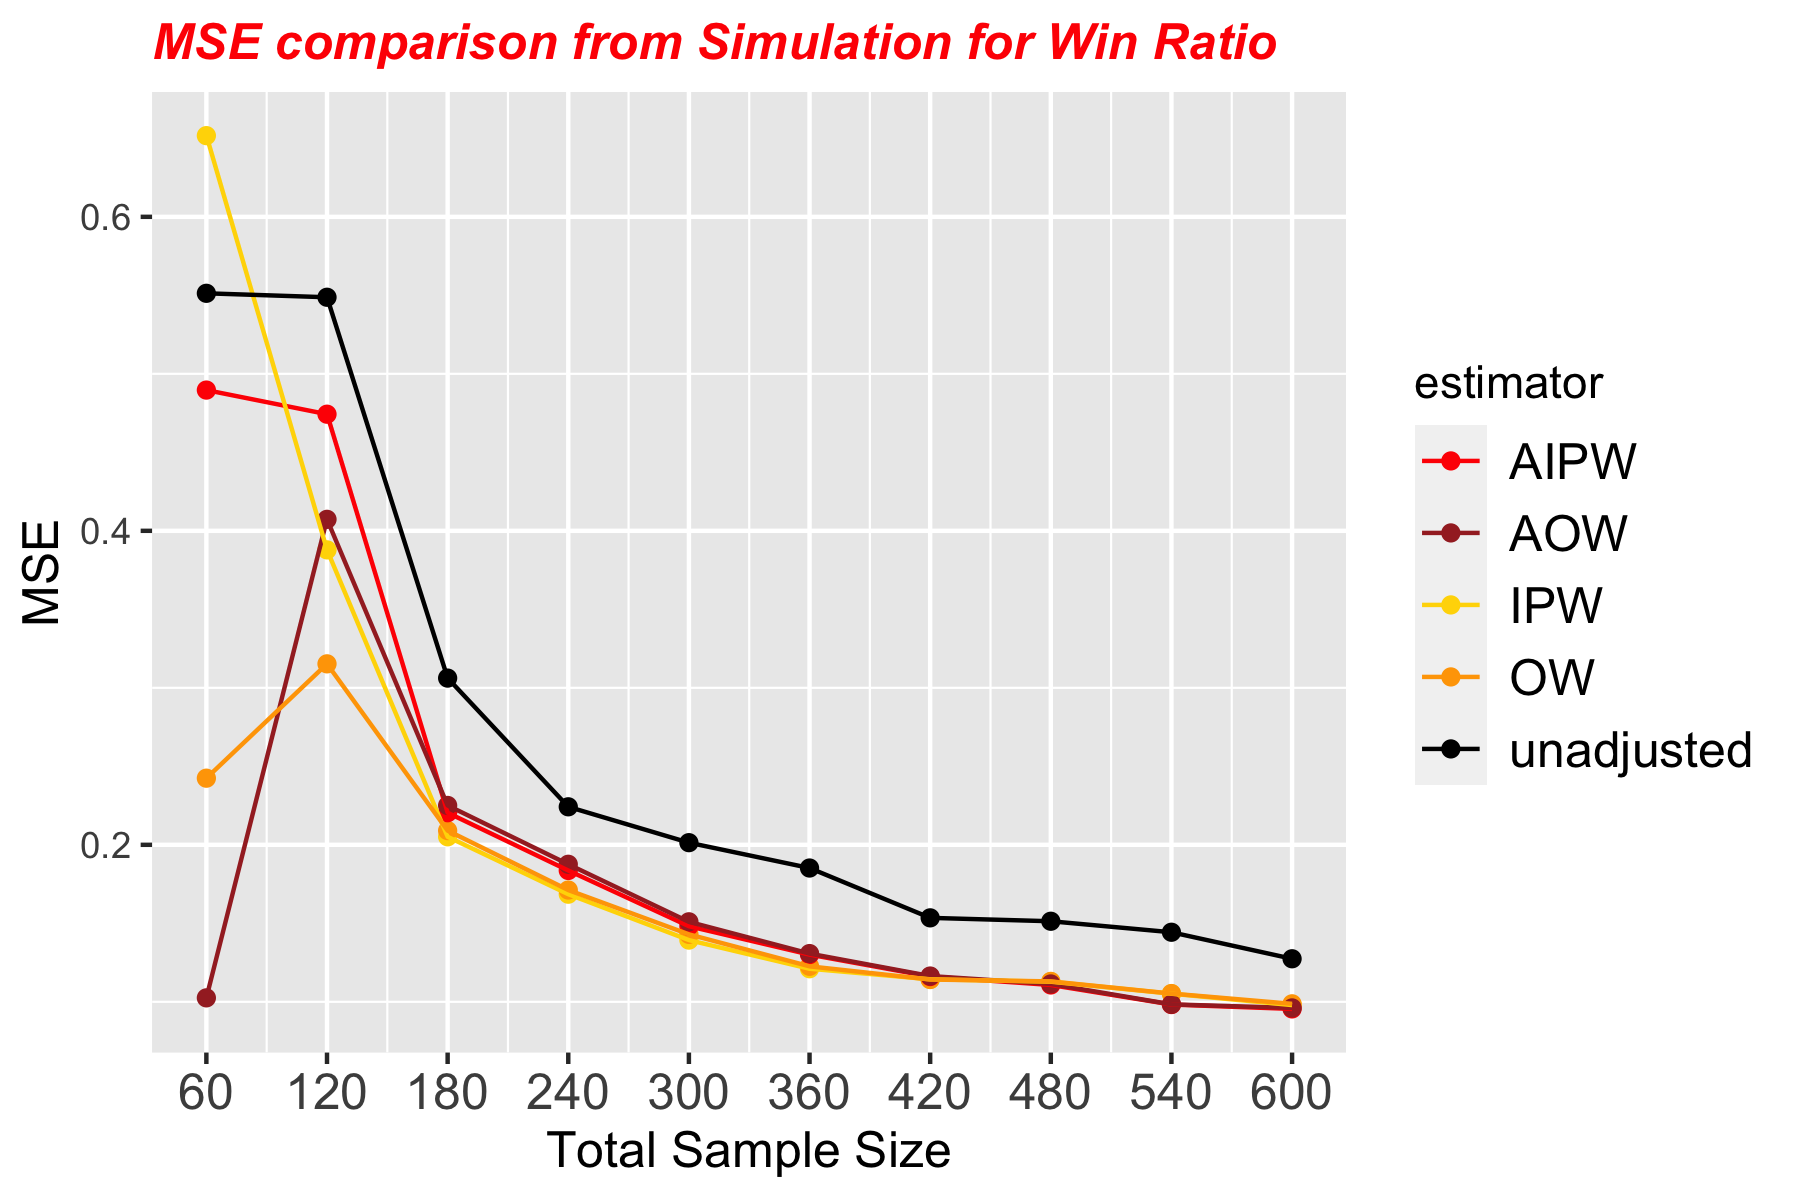 MSE comparison from Simulation for Win Ratio
0.6
0.4
0.2
MSE
60 120 180 240 300 360 420 480 540 600
Total Sample Size
estimator
AIPW
AOW
IPW
OW
unadjusted